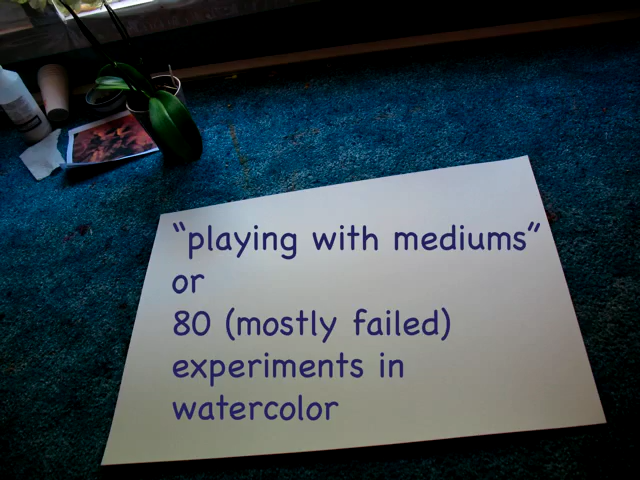 “playing with mediums”
or
80 (mostly failed)
experiments in
watercolor